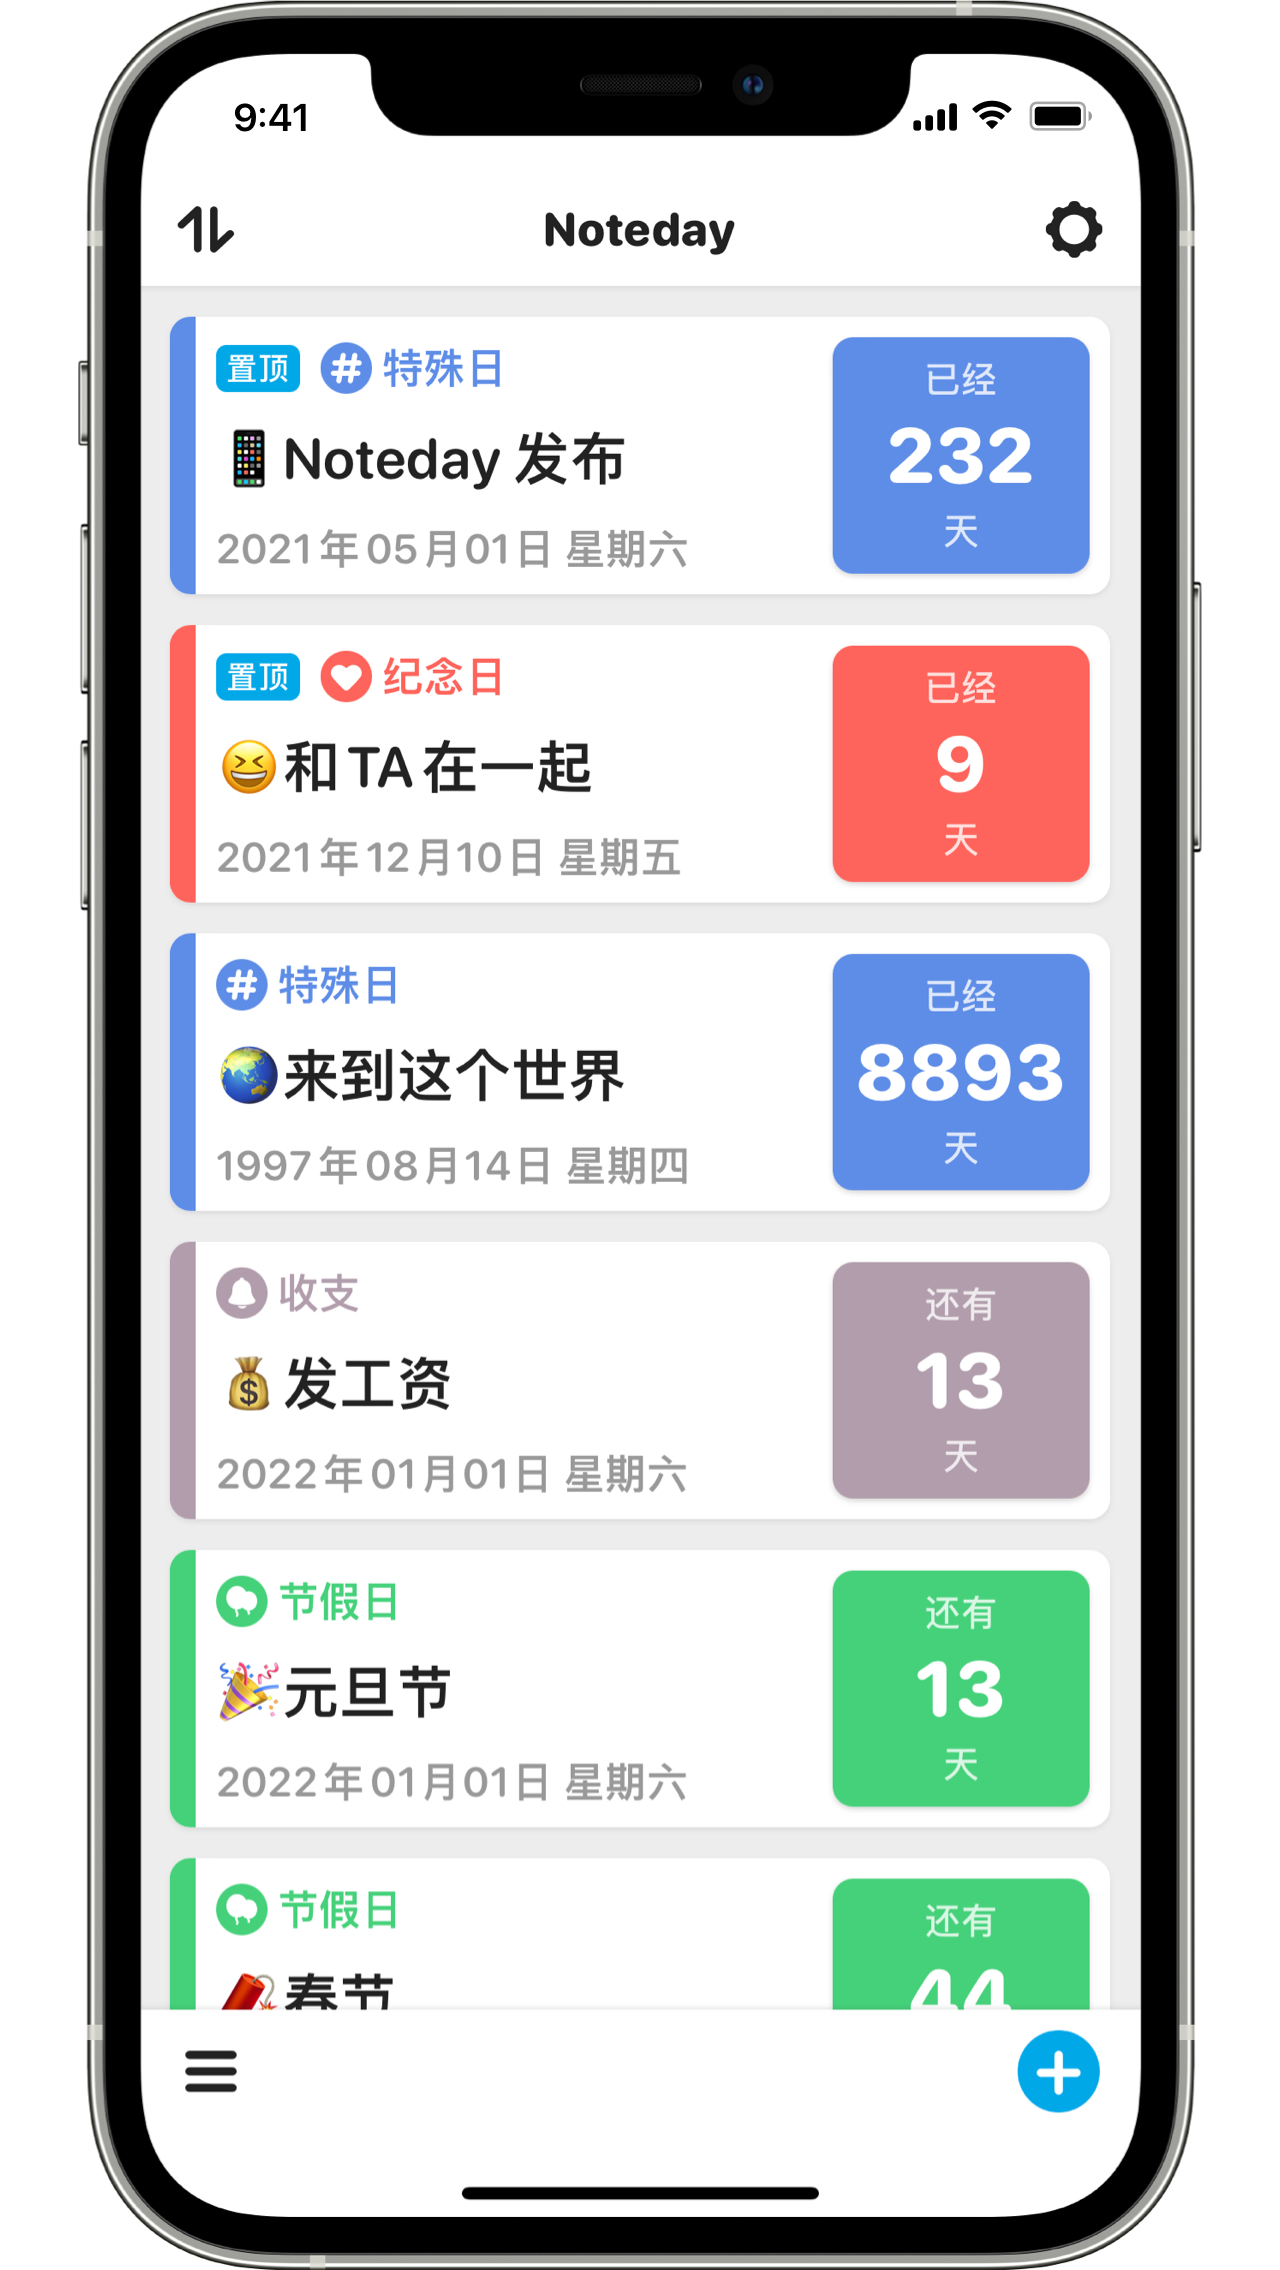 9:41
Noteday
置顶 特殊日
Noteday 发布
2021年05月01日 星期六
已经
232
天
置顶 纪念日
和TA在一起
2021年12月10日 星期五
已经
9
天
特殊日
来到这个世界
1997年08月14日 星期四
已经
8893
天
收支
发工资
2022年01月01日 星期六
还有
13
天
节假日
元旦节
2022年01月01日 星期六
还有
13
天
节假日
春节
还有
44